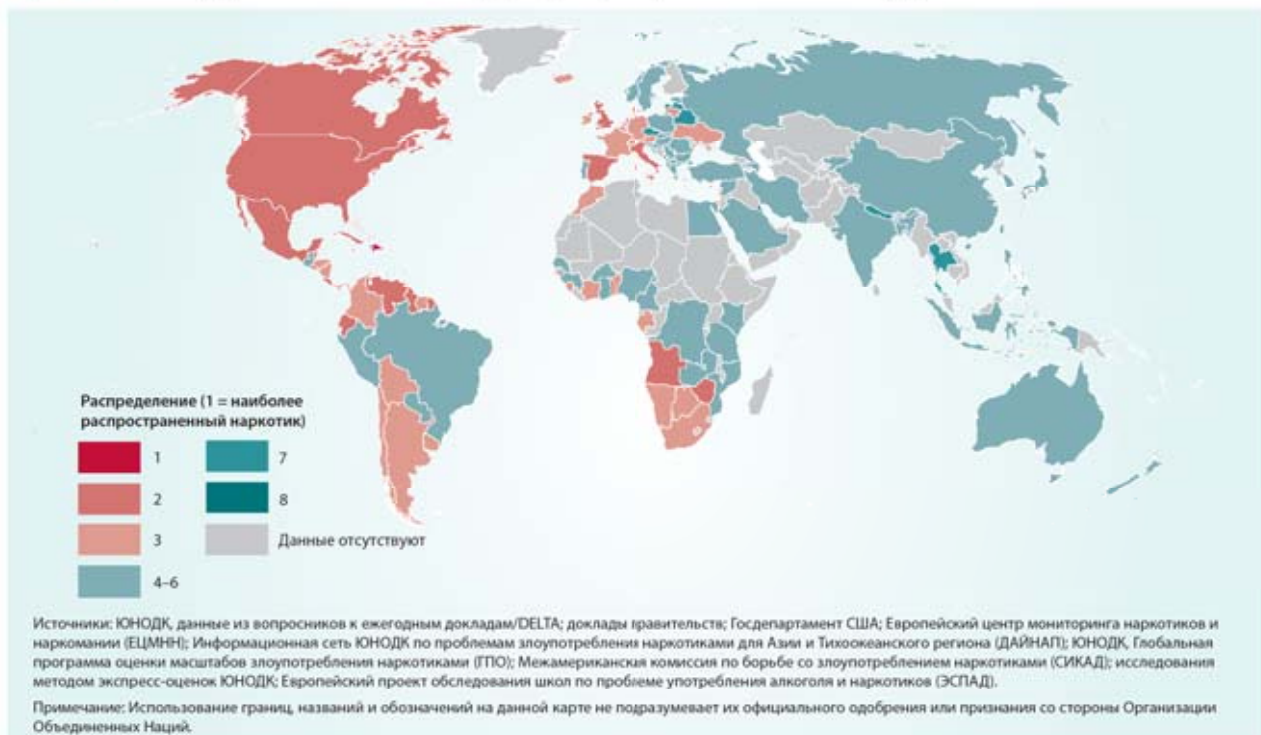 Распределение (1 = наиболее
распространенный наркотик)
1
2
3
4–6
7
8
Данные отсутствуют
Источники: ЮНОДК, данные из вопросников к ежегодным докладам/DELTA; доклады правительств; Госдепартамент США; Европейский центр мониторинга наркотиков и
наркомании (ЕЦМНН); Информационная сеть ЮНОДК по проблемам злоупотребления наркотиками для Азии и Тихоокеанского региона (ДАЙНАП); ЮНОДК, Глобальная
программа оценки масштабов злоупотребления наркотиками (ГПО); Межамериканская комиссия по борьбе со злоупотреблением наркотиками (СИКАД); исследования
методом экспресс-оценок ЮНОДК; Европейский проект обследования школ по проблеме употребления алкоголя и наркотиков (ЭСПАД).
Примечание: Использование границ, названий и обозначений на данной карте не подразумевает их официального одобрения или признания со стороны Организации
Объединенных Наций.